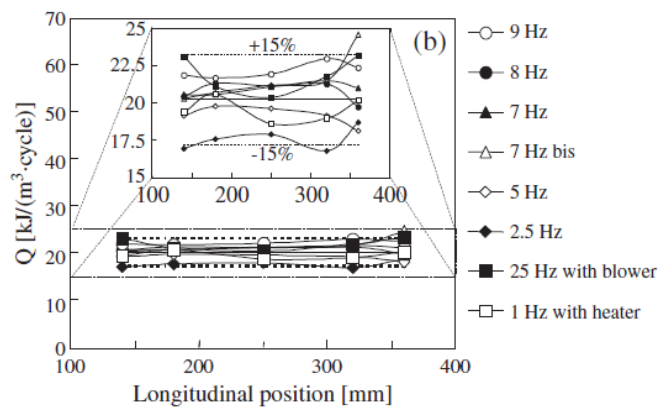 70
60
50
40
30
20
10
0
Q [kJ/(m³·cycle)]
100
200
300
400
Longitudinal position [mm]
(b)
25
22.5
20
17.5
15
+15%
-15%
100
200
300
400
9 Hz
8 Hz
7 Hz
7 Hz bis
5 Hz
2.5 Hz
25 Hz with blower
1 Hz with heater